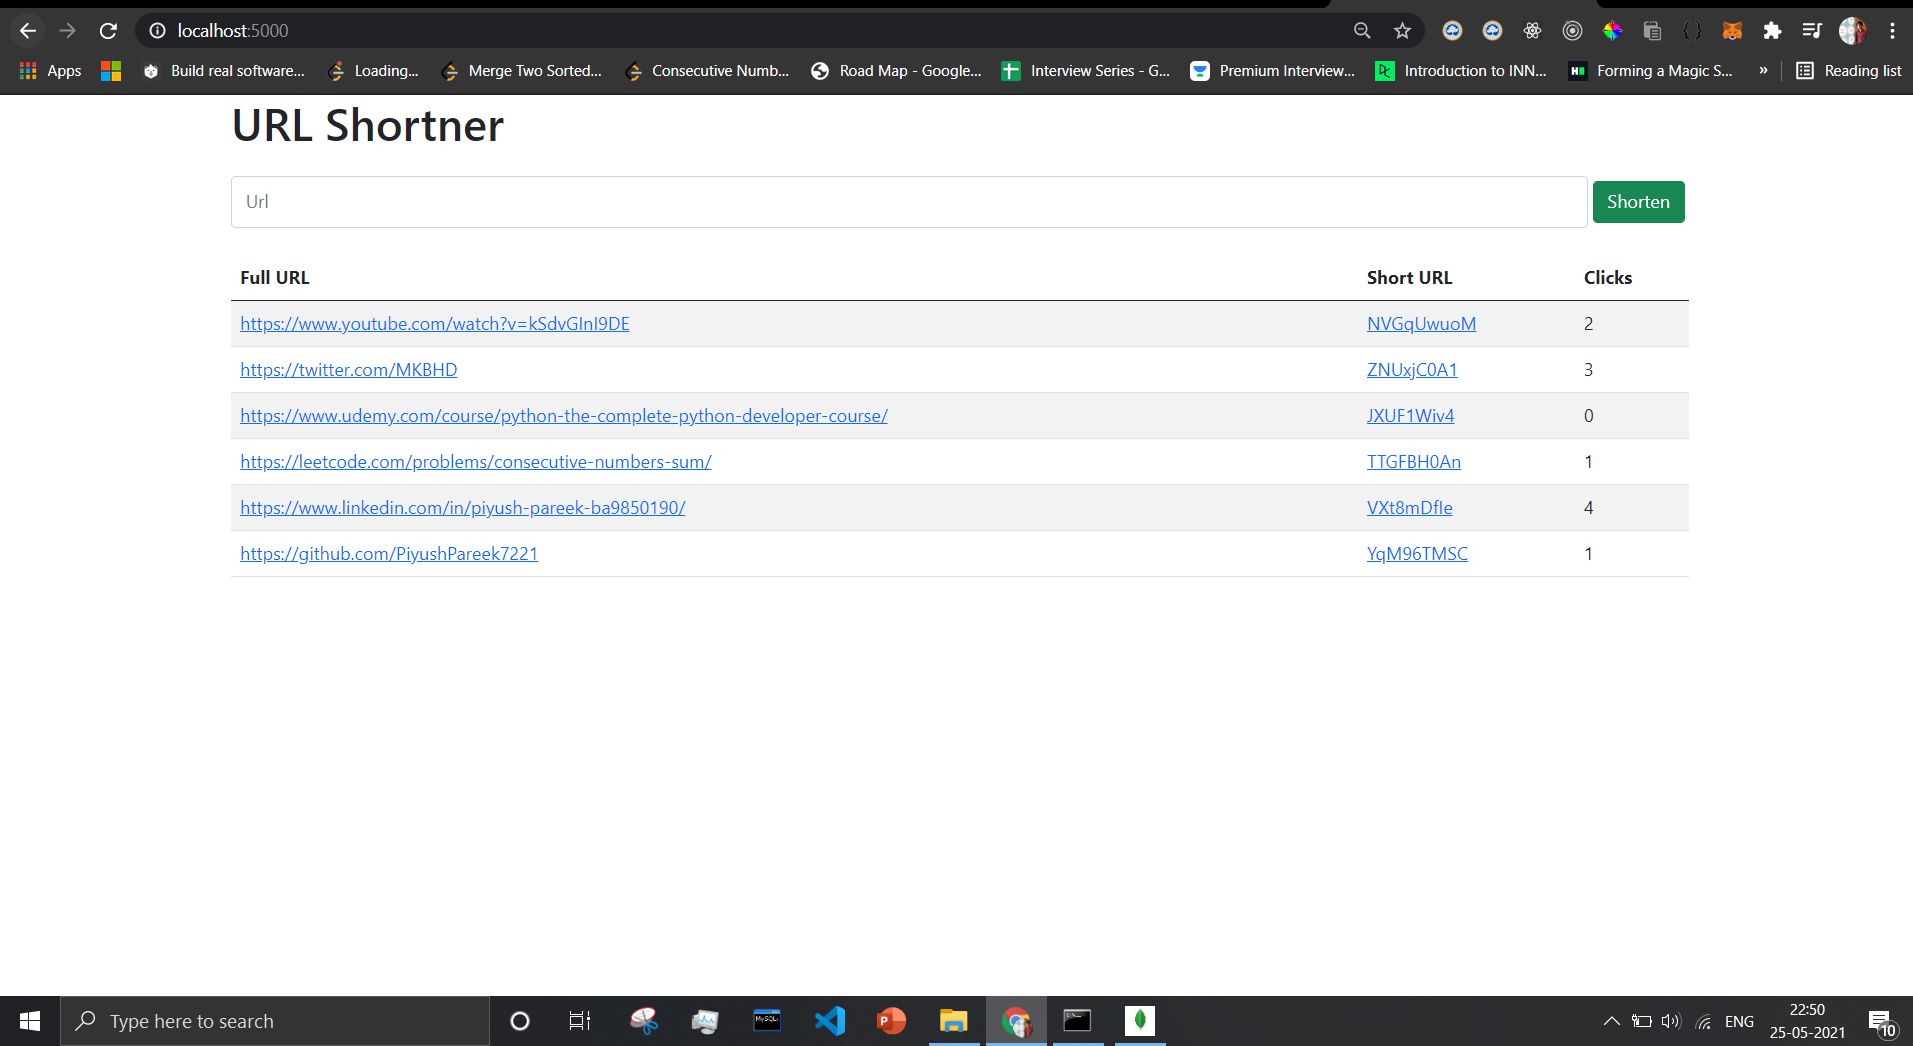 localhost:5000
Apps Build real software... Loading... Merge Two Sorted... Consecutive Numb... Road Map - Google... Interview Series - G... Premium Interview... Introduction to INN... Forming a Magic S... » Reading list
URL Shortner
Url Shorten
Full URL Short URL Clicks
https://www.youtube.com/watch?v=kSdvGInI9DE NVGqUwuoM 2
https://twitter.com/MKBHD ZNUxjC0A1 3
https://www.udemy.com/course/python-the-complete-python-developer-course/ JXUF1Wiv4 0
https://leetcode.com/problems/consecutive-numbers-sum/ TTGFBH0An 1
https://www.linkedin.com/in/piyush-pareek-ba9850190/ VXt8mDfIe 4
https://github.com/PiyushPareek7221 YqM96TMSC 1
Type here to search MySQL ENG 22:50
25-05-2021 10